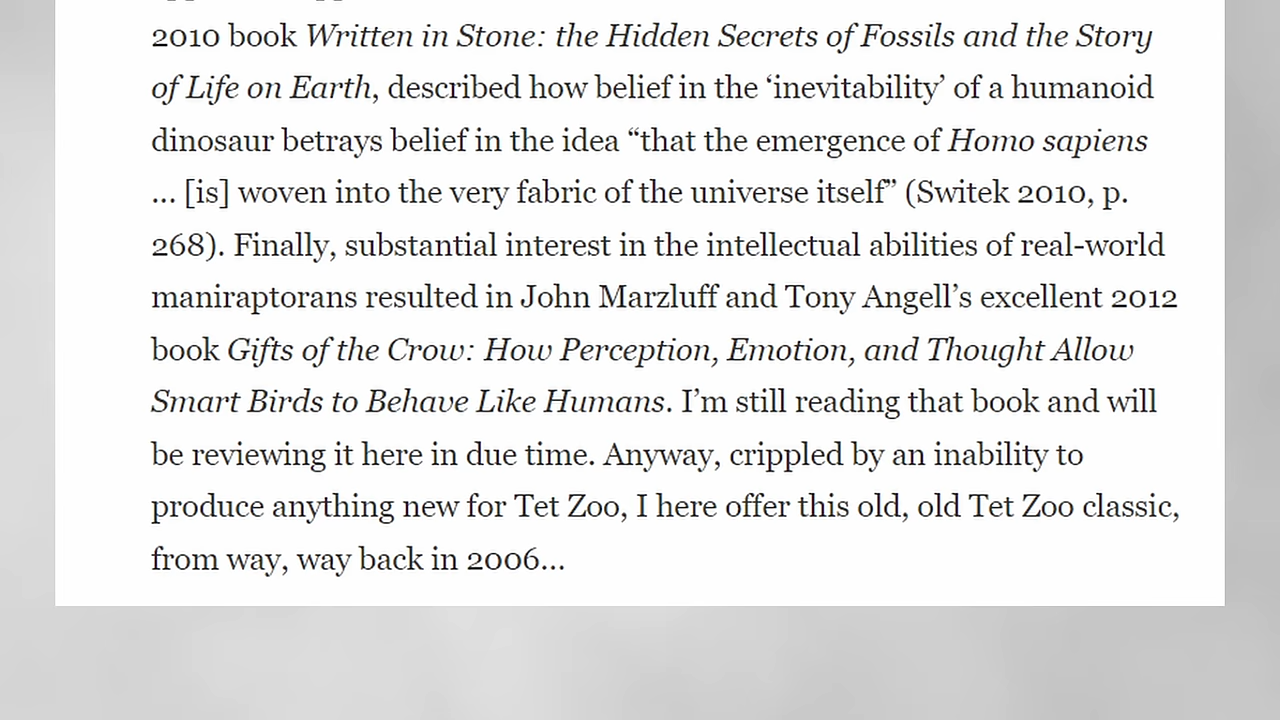 2010 book Written in Stone: the Hidden Secrets of Fossils and the Story
of Life on Earth, described how belief in the ‘inevitability’ of a humanoid
dinosaur betrays belief in the idea “that the emergence of Homo sapiens
... [is] woven into the very fabric of the universe itself” (Switek 2010, p.
268). Finally, substantial interest in the intellectual abilities of real-world
maniraptorans resulted in John Marzluff and Tony Angell’s excellent 2012
book Gifts of the Crow: How Perception, Emotion, and Thought Allow
Smart Birds to Behave Like Humans. I’m still reading that book and will
be reviewing it here in due time. Anyway, crippled by an inability to
produce anything new for Tet Zoo, I here offer this old, old Tet Zoo classic,
from way, way back in 2006...